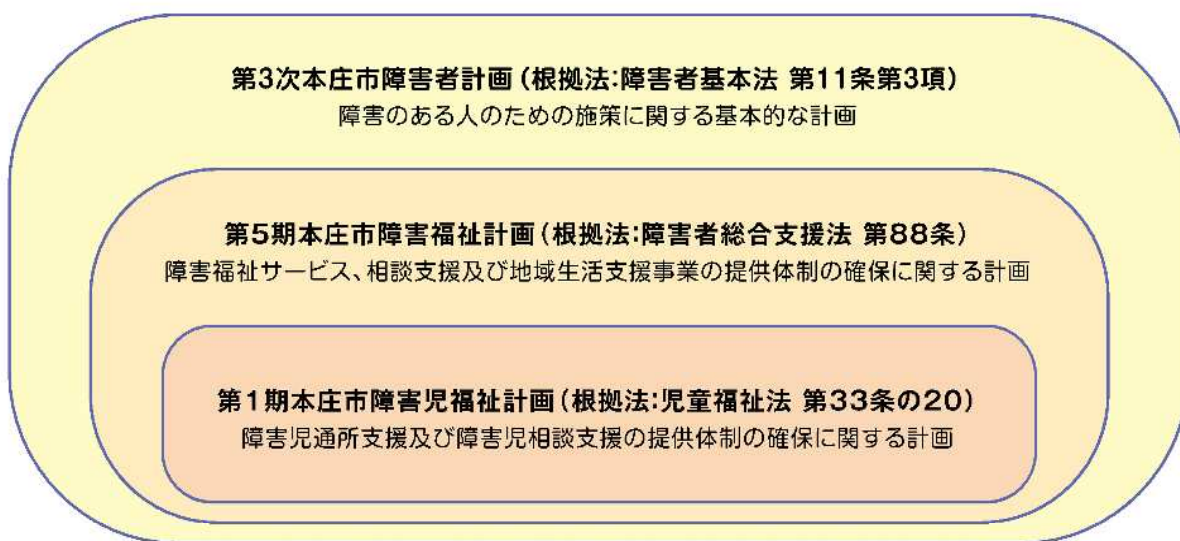 第3次本庄市障害者計画（根拠法:障害者基本法 第11条第3項）
障害のある人のための施策に関する基本的な計画
第5期本庄市障害福祉計画（根拠法:障害者総合支援法 第88条）
障害福祉サービス、相談支援及び地域生活支援事業の提供体制の確保に関する計画
第1期本庄市障害児福祉計画（根拠法:児童福祉法 第33条の20）
障害児通所支援及び障害児相談支援の提供体制の確保に関する計画